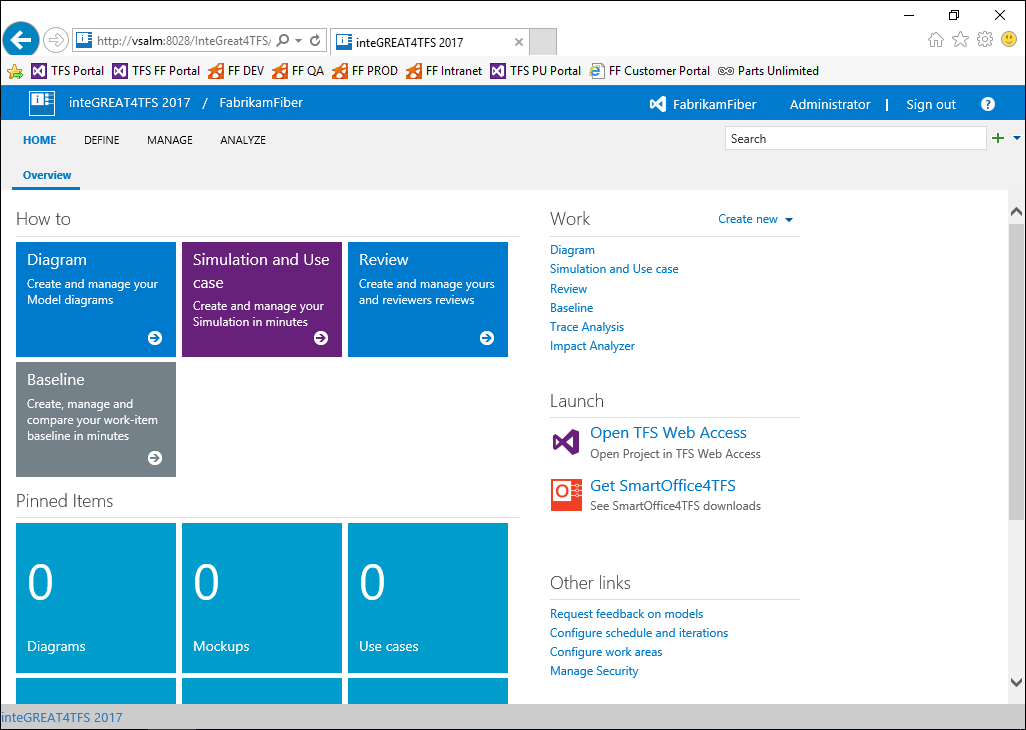 http://vsalm:8028/InteGreat4TFS/
inteGREAT4TFS 2017
TFS Portal
TFS FF Portal
FF DEV
FF QA
FF PROD
FF Intranet
TFS PU Portal
FF Customer Portal
Parts Unlimited
inteGREAT4TFS 2017 / FabrikamFiber
FabrikamFiber
Administrator | Sign out
?
HOME
DEFINE
MANAGE
ANALYZE
Search
Overview
How to
Diagram
Create and manage your
Model diagrams
Simulation and Use
case
Create and manage your
Simulation in minutes
Review
Create and manage yours
and reviewers reviews
Baseline
Create, manage and
compare your work-item
baseline in minutes
Pinned Items
0
Diagrams
0
Mockups
0
Use cases
Work
Create new
Diagram
Simulation and Use case
Review
Baseline
Trace Analysis
Impact Analyzer
Launch
Open TFS Web Access
Open Project in TFS Web Access
Get SmartOffice4TFS
See SmartOffice4TFS downloads
Other links
Request feedback on models
Configure schedule and iterations
Configure work areas
Manage Security
inteGREAT4TFS 2017